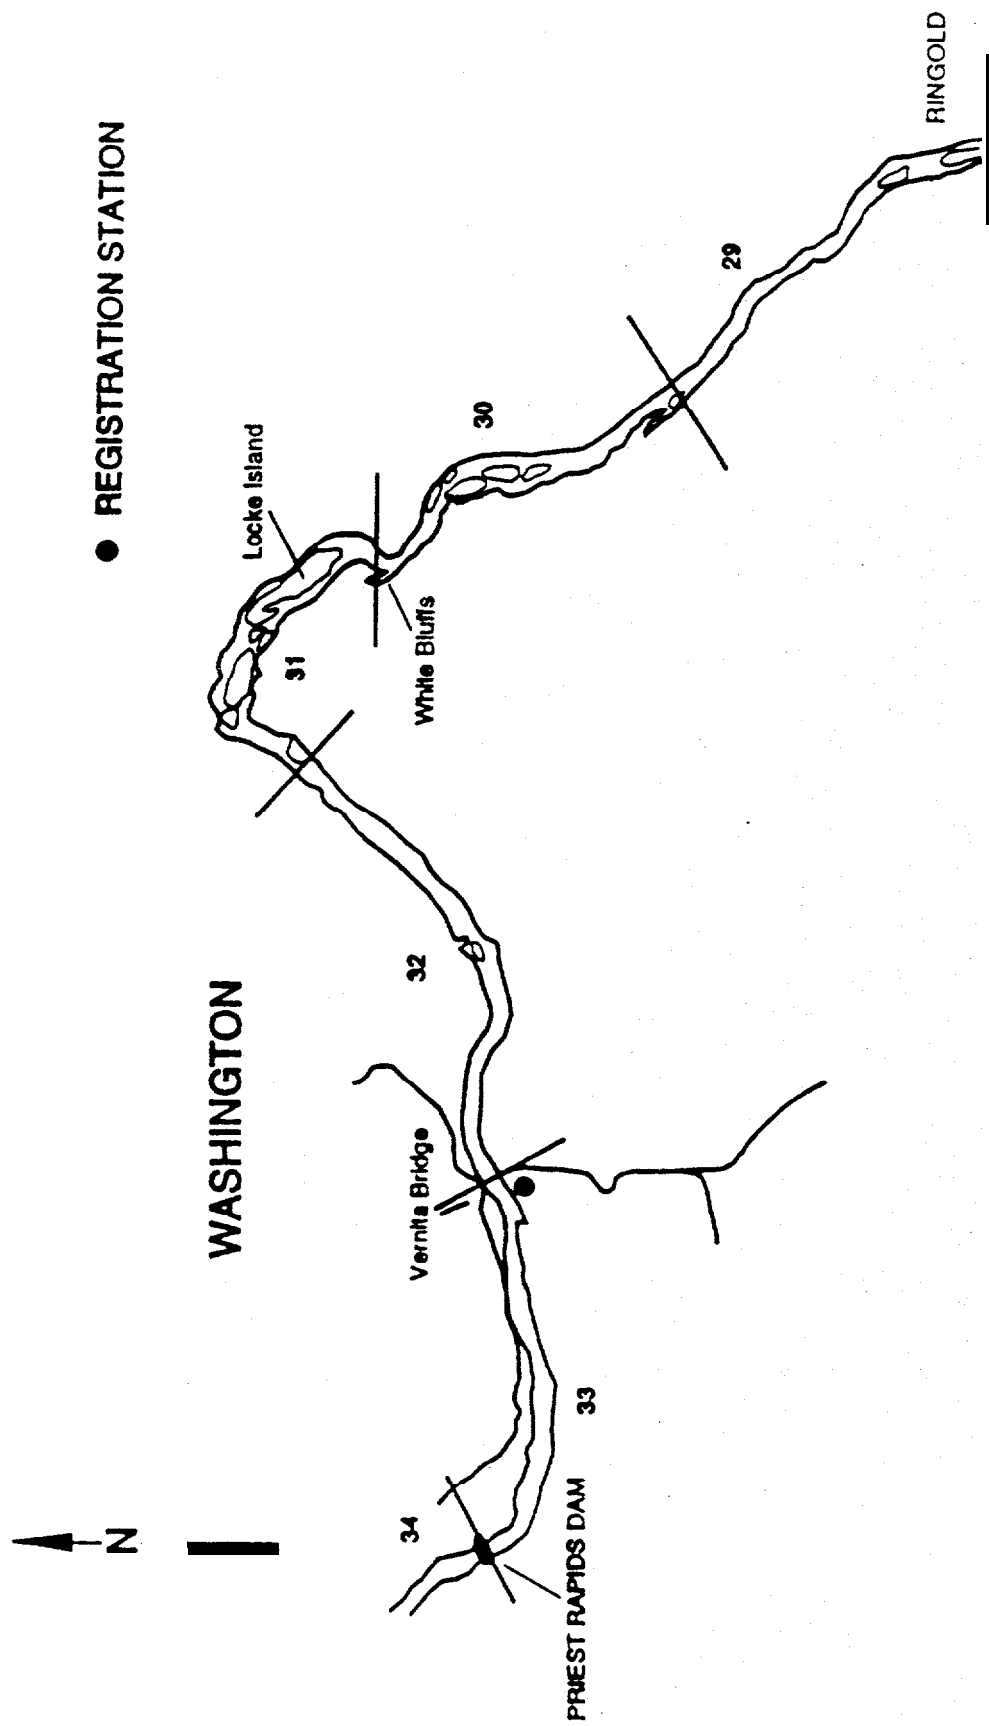 N
WASHINGTON
● REGISTRATION STATION
34
PRIEST RAPIDS DAM
33
Vernita Bridge
32
31
Locke Island
White Bluffs
30
29
RINGOLD